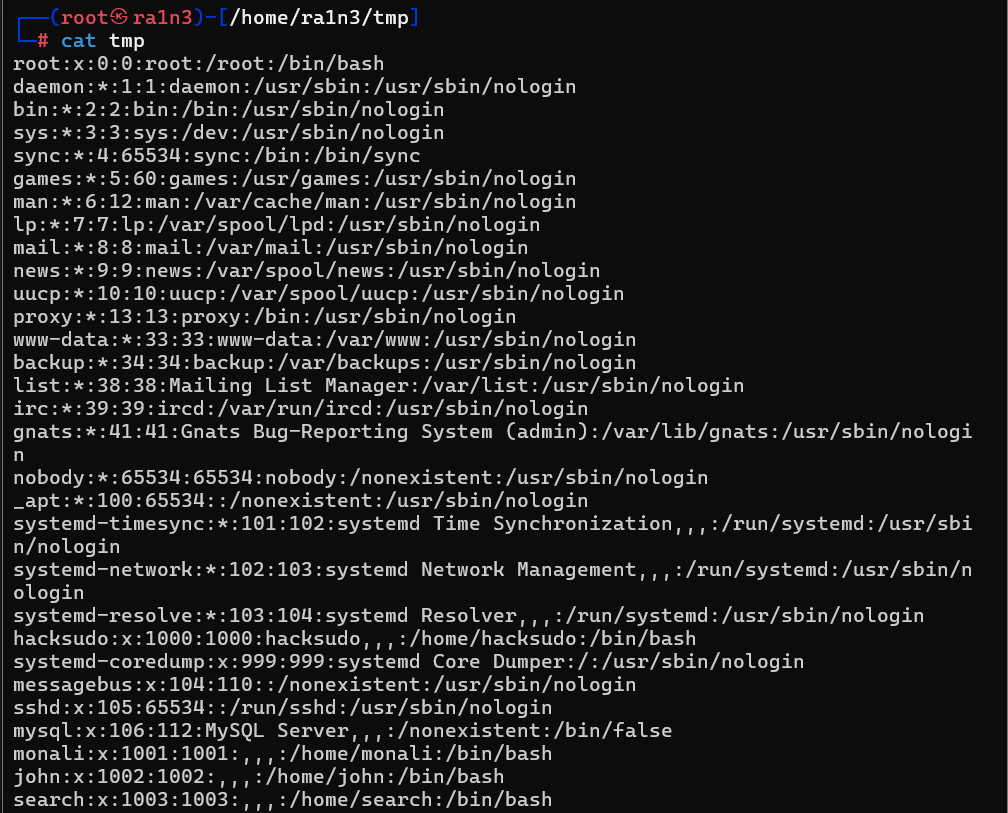 ┌──(root㉿ra1n3)-[/home/ra1n3/tmp]
└─# cat tmp
root:x:0:0:root:/root:/bin/bash
daemon:*:1:1:daemon:/usr/sbin:/usr/sbin/nologin
bin:*:2:2:bin:/bin:/usr/sbin/nologin
sys:*:3:3:sys:/dev:/usr/sbin/nologin
sync:*:4:65534:sync:/bin:/bin/sync
games:*:5:60:games:/usr/games:/usr/sbin/nologin
man:*:6:12:man:/var/cache/man:/usr/sbin/nologin
lp:*:7:7:lp:/var/spool/lpd:/usr/sbin/nologin
mail:*:8:8:mail:/var/mail:/usr/sbin/nologin
news:*:9:9:news:/var/spool/news:/usr/sbin/nologin
uucp:*:10:10:uucp:/var/spool/uucp:/usr/sbin/nologin
proxy:*:13:13:proxy:/bin:/usr/sbin/nologin
www-data:*:33:33:www-data:/var/www:/usr/sbin/nologin
backup:*:34:34:backup:/var/backups:/usr/sbin/nologin
list:*:38:38:Mailing List Manager:/var/list:/usr/sbin/nologin
irc:*:39:39:ircd:/var/run/ircd:/usr/sbin/nologin
gnats:*:41:41:Gnats Bug-Reporting System (admin):/var/lib/gnats:/usr/sbin/nologi
n
nobody:*:65534:65534:nobody:/nonexistent:/usr/sbin/nologin
_apt:*:100:65534::/nonexistent:/usr/sbin/nologin
systemd-timesync:*:101:102:systemd Time Synchronization,,,:/run/systemd:/usr/sbi
n/nologin
systemd-network:*:102:103:systemd Network Management,,,:/run/systemd:/usr/sbin/n
ologin
systemd-resolve:*:103:104:systemd Resolver,,,:/run/systemd:/usr/sbin/nologin
hacksudo:x:1000:1000:hacksudo,,,:/home/hacksudo:/bin/bash
systemd-coredump:x:999:999:systemd Core Dumper:/:/usr/sbin/nologin
messagebus:x:104:110::/nonexistent:/usr/sbin/nologin
sshd:x:105:65534::/run/sshd:/usr/sbin/nologin
mysql:x:106:112:MySQL Server,,,:/nonexistent:/bin/false
monali:x:1001:1001:,,,:/home/monali:/bin/bash
john:x:1002:1002:,,,:/home/john:/bin/bash
search:x:1003:1003:,,,:/home/search:/bin/bash